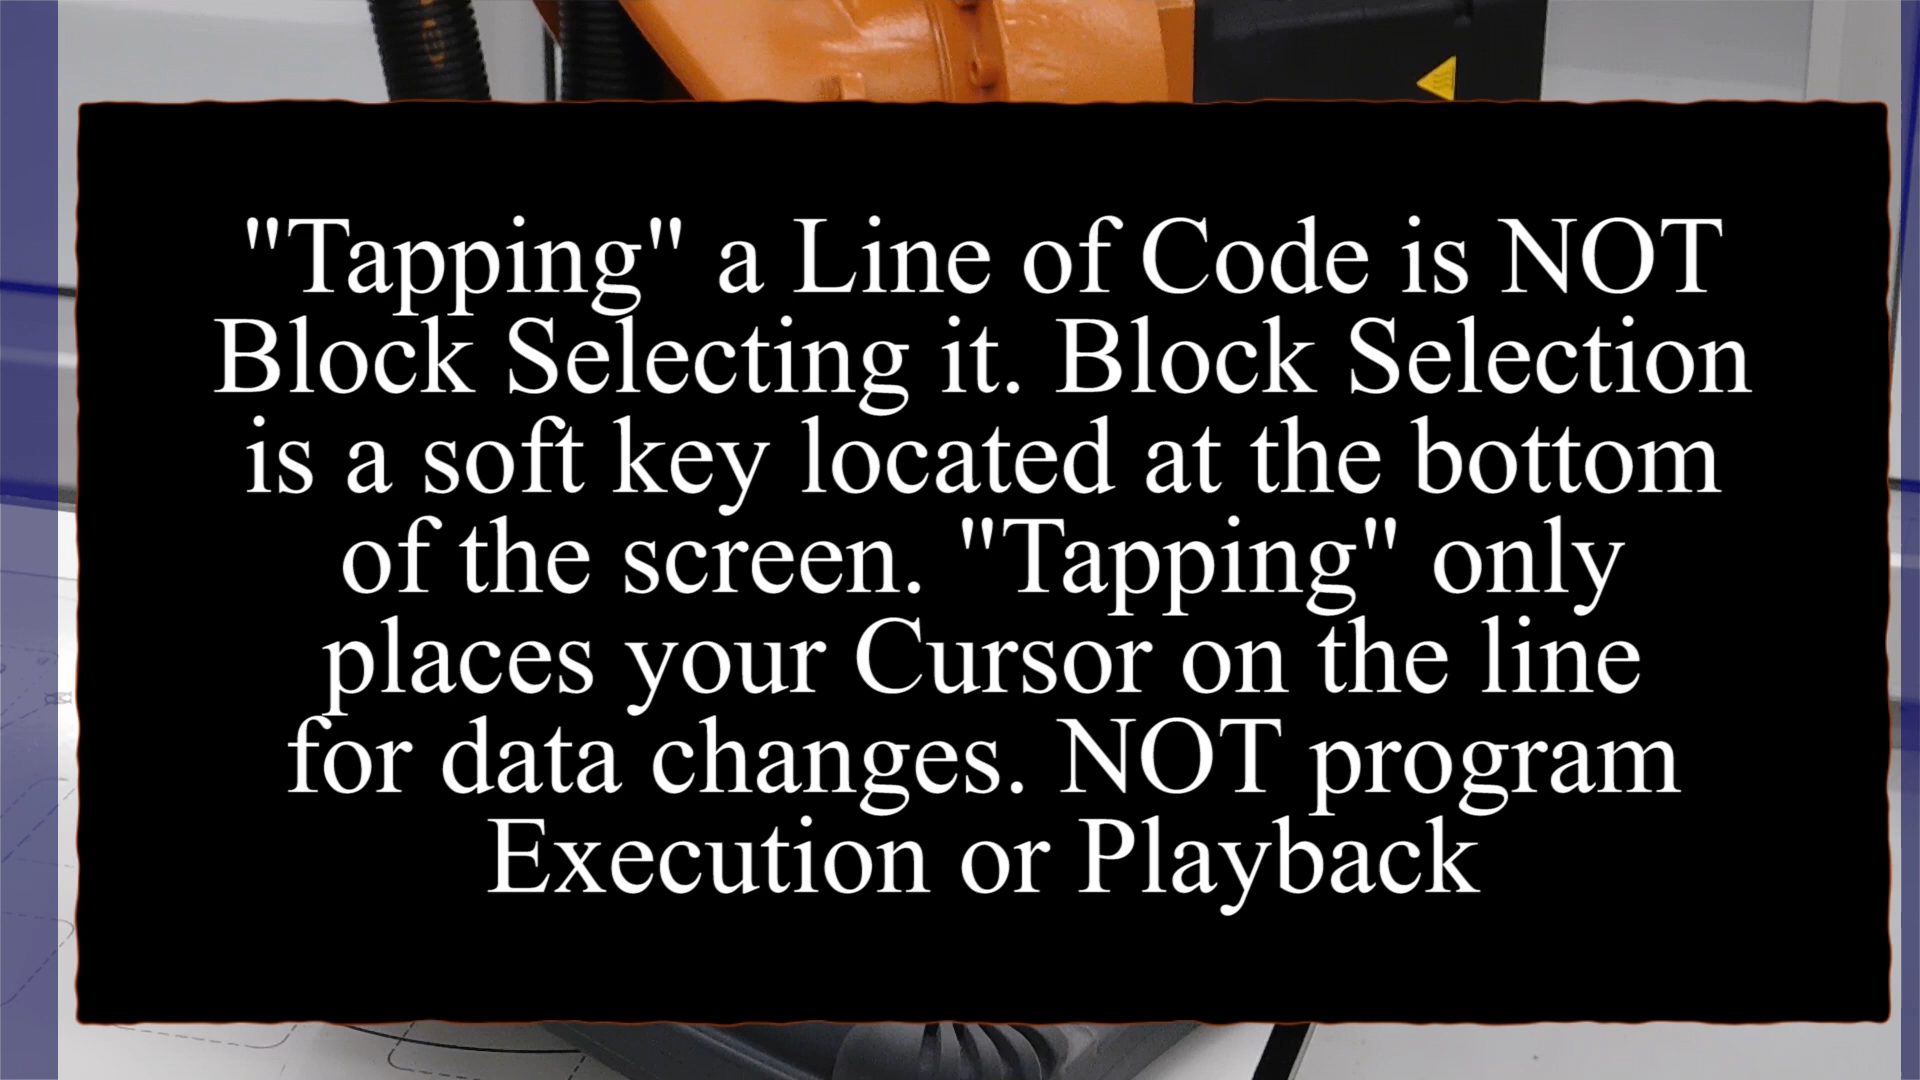 "Tapping" a Line of Code is NOT
Block Selecting it. Block Selection
is a soft key located at the bottom
of the screen. "Tapping" only
places your Cursor on the line
for data changes. NOT program
Execution or Playback